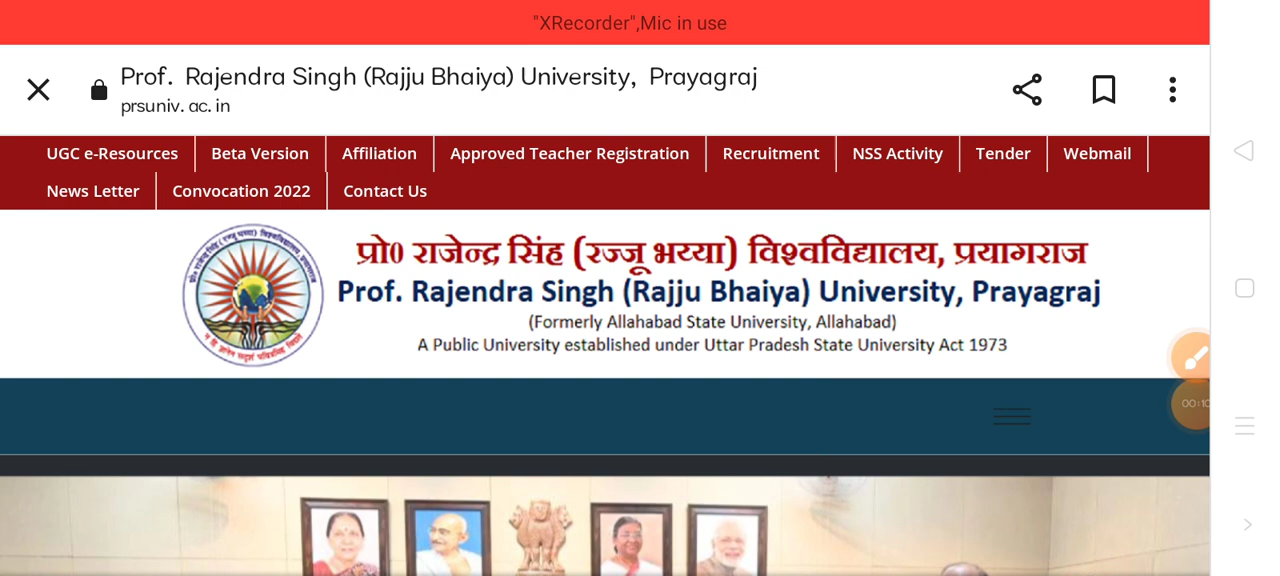 "XRecorder",Mic in use
Prof. Rajendra Singh (Rajju Bhaiya) University, Prayagraj
prsuniv. ac. in
UGC e-Resources Beta Version Affiliation Approved Teacher Registration Recruitment NSS Activity Tender Webmail
News Letter Convocation 2022 Contact Us
प्रो0 राजेन्द्र सिंह (रज्जू भय्या) विश्वविद्यालय, प्रयागराज
Prof. Rajendra Singh (Rajju Bhaiya) University, Prayagraj
(Formerly Allahabad State University, Allahabad)
A Public University established under Uttar Pradesh State University Act 1973